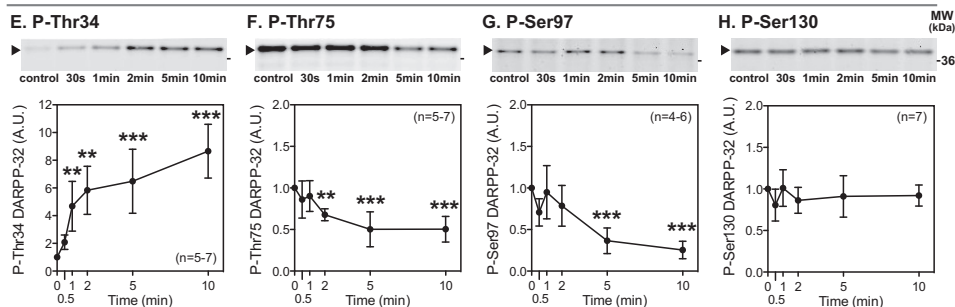 E. P-Thr34
F. P-Thr75
G. P-Ser97
H. P-Ser130
MW
(kDa)
-
-
-
-36
control 30s 1min 2min 5min 10min
control 30s 1min 2min 5min 10min
control 30s 1min 2min 5min 10min
control 30s 1min 2min 5min 10min
P-Thr34 DARPP-32 (A.U.)
12
10
8
6
4
2
0
**
**
***
***
(n=5-7)
0 1 2 5 10
0.5 Time (min)
P-Thr75 DARPP-32 (A.U.)
2.0
1.5
1.0
0.5
0.0
(n=5-7)
**
***
***
0 1 2 5 10
0.5 Time (min)
P-Ser97 DARPP-32 (A.U.)
2.0
1.5
1.0
0.5
0.0
(n=4-6)
***
***
0 1 2 5 10
0.5 Time (min)
P-Ser130 DARPP-32 (A.U.)
2.0
1.5
1.0
0.5
0.0
(n=7)
0 1 2 5 10
0.5 Time (min)